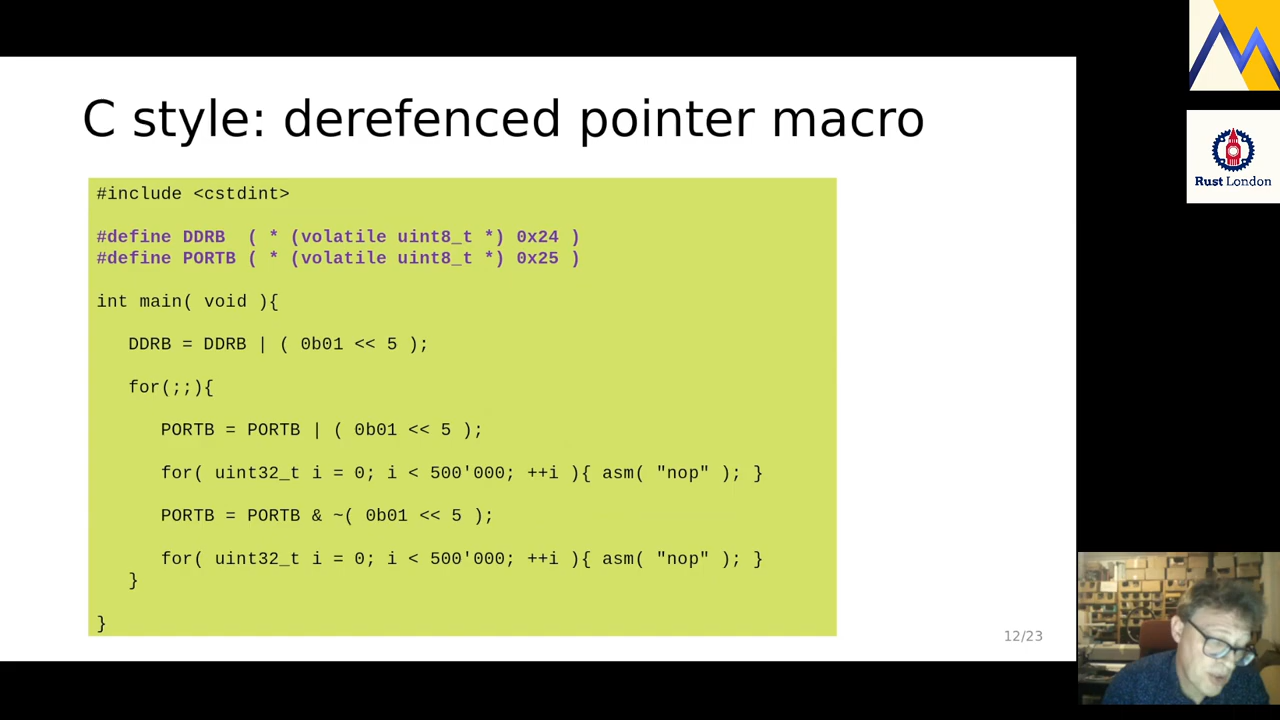 C style: derefenced pointer macro
#include <cstdint>
#define DDRB  ( * (volatile uint8_t *) 0x24 )
#define PORTB ( * (volatile uint8_t *) 0x25 )
int main( void ){
DDRB = DDRB | ( 0b01 << 5 );
for(;;){
PORTB = PORTB | ( 0b01 << 5 );
for( uint32_t i = 0; i < 500'000; ++i ){ asm( "nop" ); }
PORTB = PORTB & ~( 0b01 << 5 );
for( uint32_t i = 0; i < 500'000; ++i ){ asm( "nop" ); }
}
}
12/23
Rust London